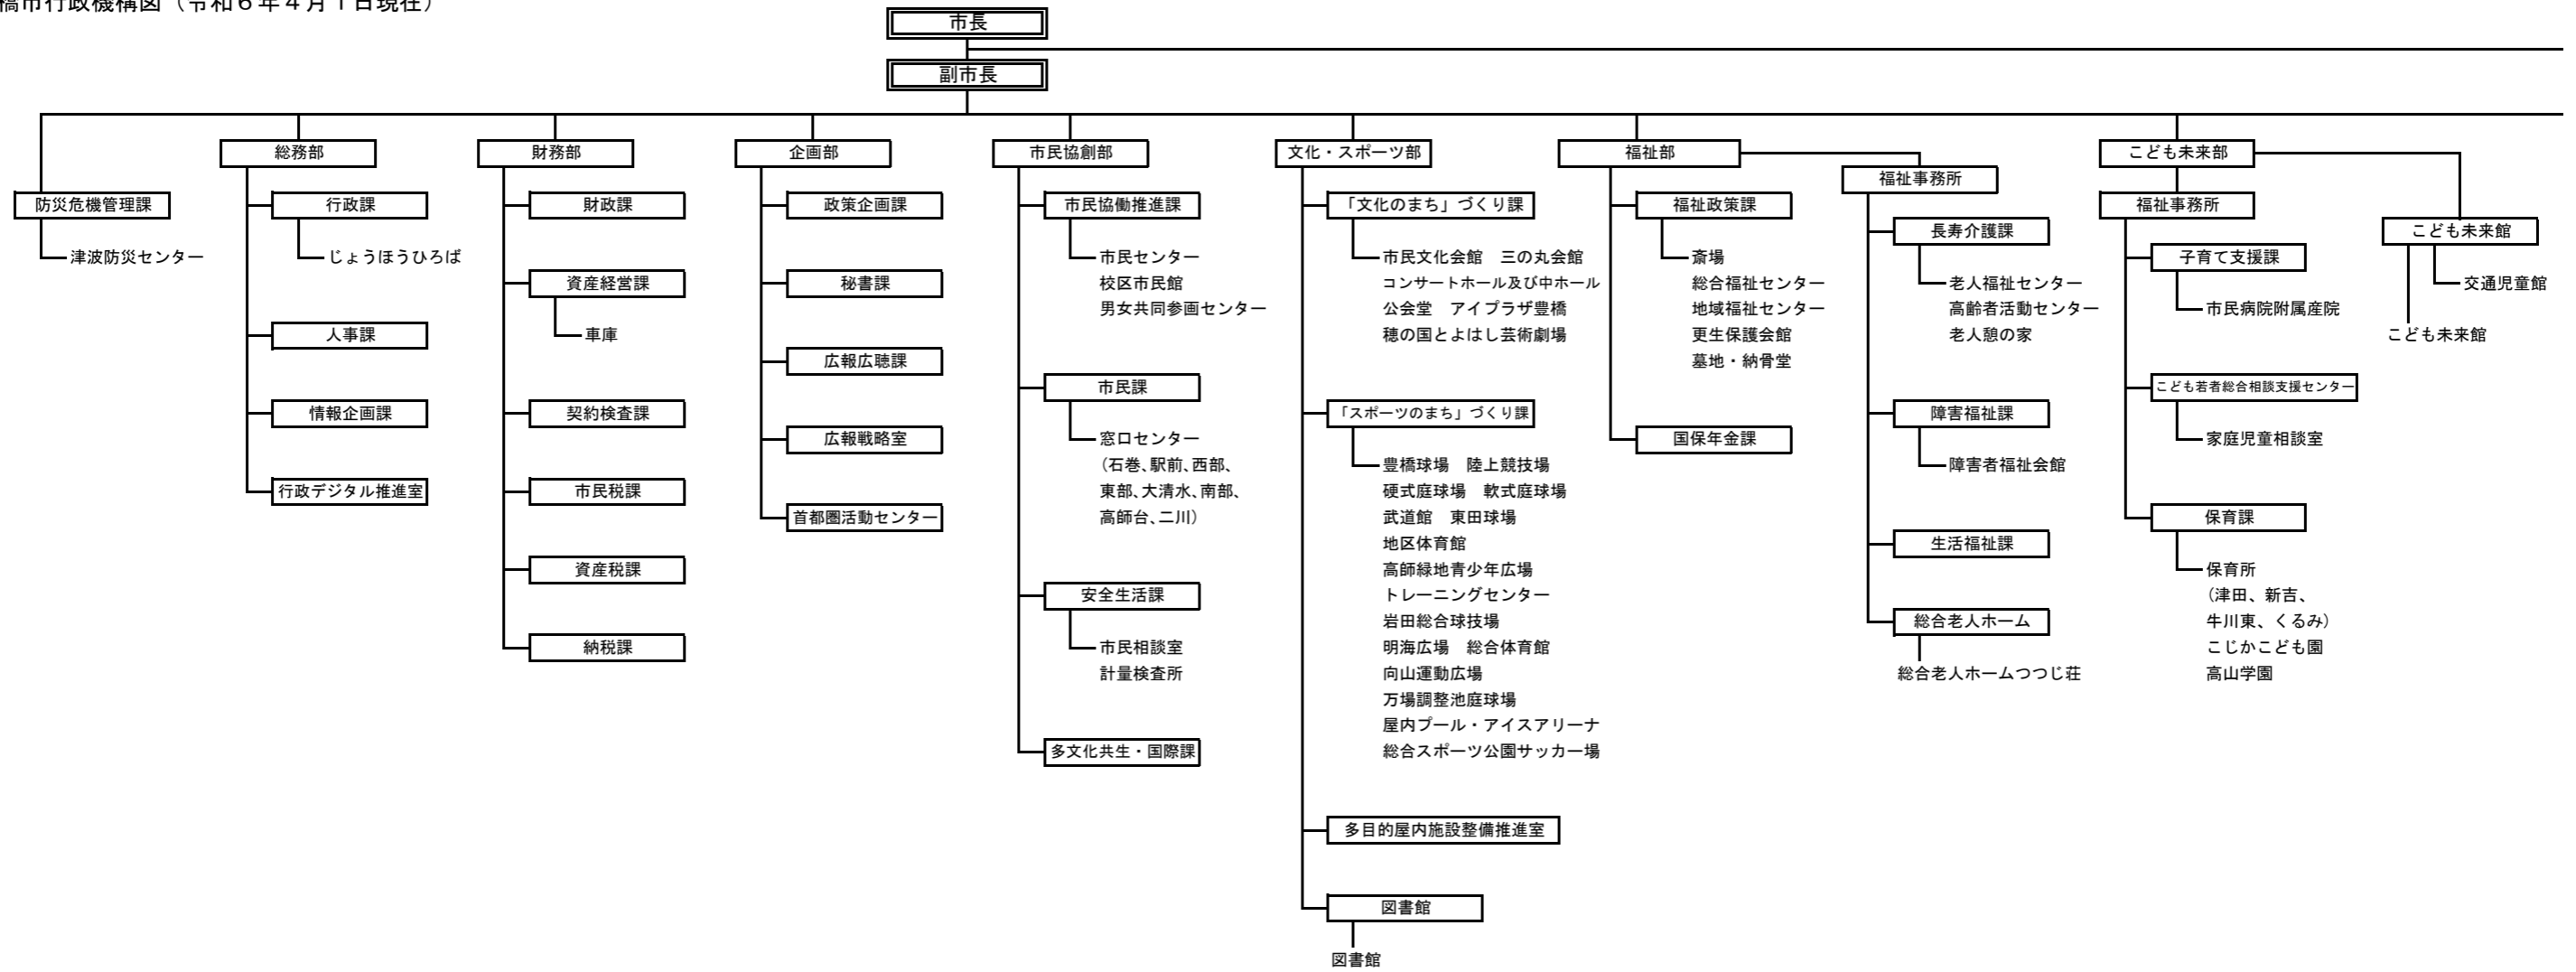 橋市行政機構図（令和６年４月１日現在）
市長
副市長
防災危機管理課
津波防災センター
総務部
行政課
じょうほうひろば
人事課
情報企画課
行政デジタル推進室
財務部
財政課
資産経営課
車庫
契約検査課
市民税課
資産税課
納税課
企画部
政策企画課
秘書課
広報広聴課
広報戦略室
首都圏活動センター
市民協創部
市民協働推進課
市民センター
校区市民館
男女共同参画センター
市民課
窓口センター
（石巻、駅前、西部、
東部、大清水、南部、
高師台、二川）
安全生活課
市民相談室
計量検査所
多文化共生・国際課
文化・スポーツ部
「文化のまち」づくり課
市民文化会館　三の丸会館
コンサートホール及び中ホール
公会堂　アイプラザ豊橋
穂の国とよはし芸術劇場
「スポーツのまち」づくり課
豊橋球場　陸上競技場
硬式庭球場　軟式庭球場
武道館　東田球場
地区体育館
高師緑地青少年広場
トレーニングセンター
岩田総合球技場
明海広場　総合体育館
向山運動広場
万場調整池庭球場
屋内プール・アイスアリーナ
総合スポーツ公園サッカー場
多目的屋内施設整備推進室
図書館
図書館
福祉部
福祉政策課
斎場
総合福祉センター
地域福祉センター
更生保護会館
墓地・納骨堂
国保年金課
福祉事務所
長寿介護課
老人福祉センター
高齢者活動センター
老人憩の家
障害福祉課
障害者福祉会館
生活福祉課
総合老人ホーム
総合老人ホームつつじ荘
こども未来部
福祉事務所
子育て支援課
市民病院附属産院
こども若者総合相談支援センター
家庭児童相談室
保育課
保育所
（津田、新吉、
牛川東、くるみ）
こじかこども園
高山学園
こども未来館
交通児童館
こども未来館